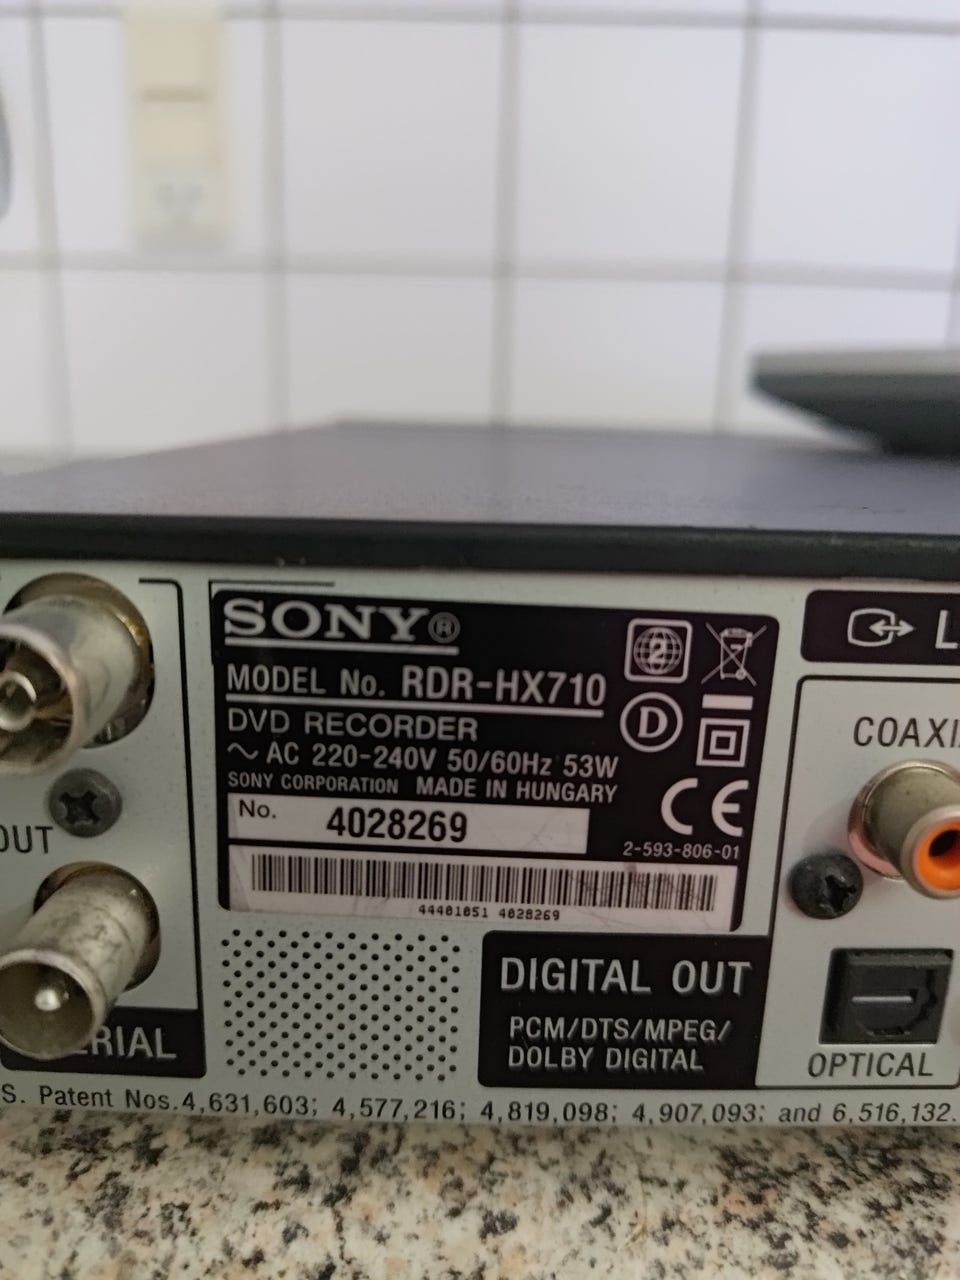 SONY®
MODEL No. RDR-HX710
DVD RECORDER
~ AC 220-240V 50/60Hz 53W
SONY CORPORATION MADE IN HUNGARY
No. 4028269
2
D
CE
2-593-806-01
44401051 4028269
OUT
DIGITAL OUT
PCM/DTS/MPEG/
DOLBY DIGITAL
COAXI
OPTICAL
ERIAL
S. Patent Nos.4,631,603; 4,577,216; 4,819,098; 4,907,093; and 6,516,132.
L